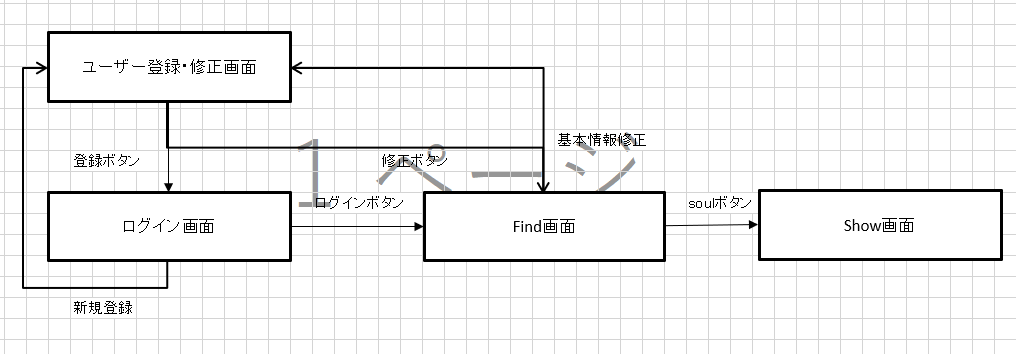 ユーザー登録・修正画面
基本情報修正
登録ボタン
修正ボタン
1 ページ
ログインボタン
soulボタン
ログイン画面
Find画面
Show画面
新規登録